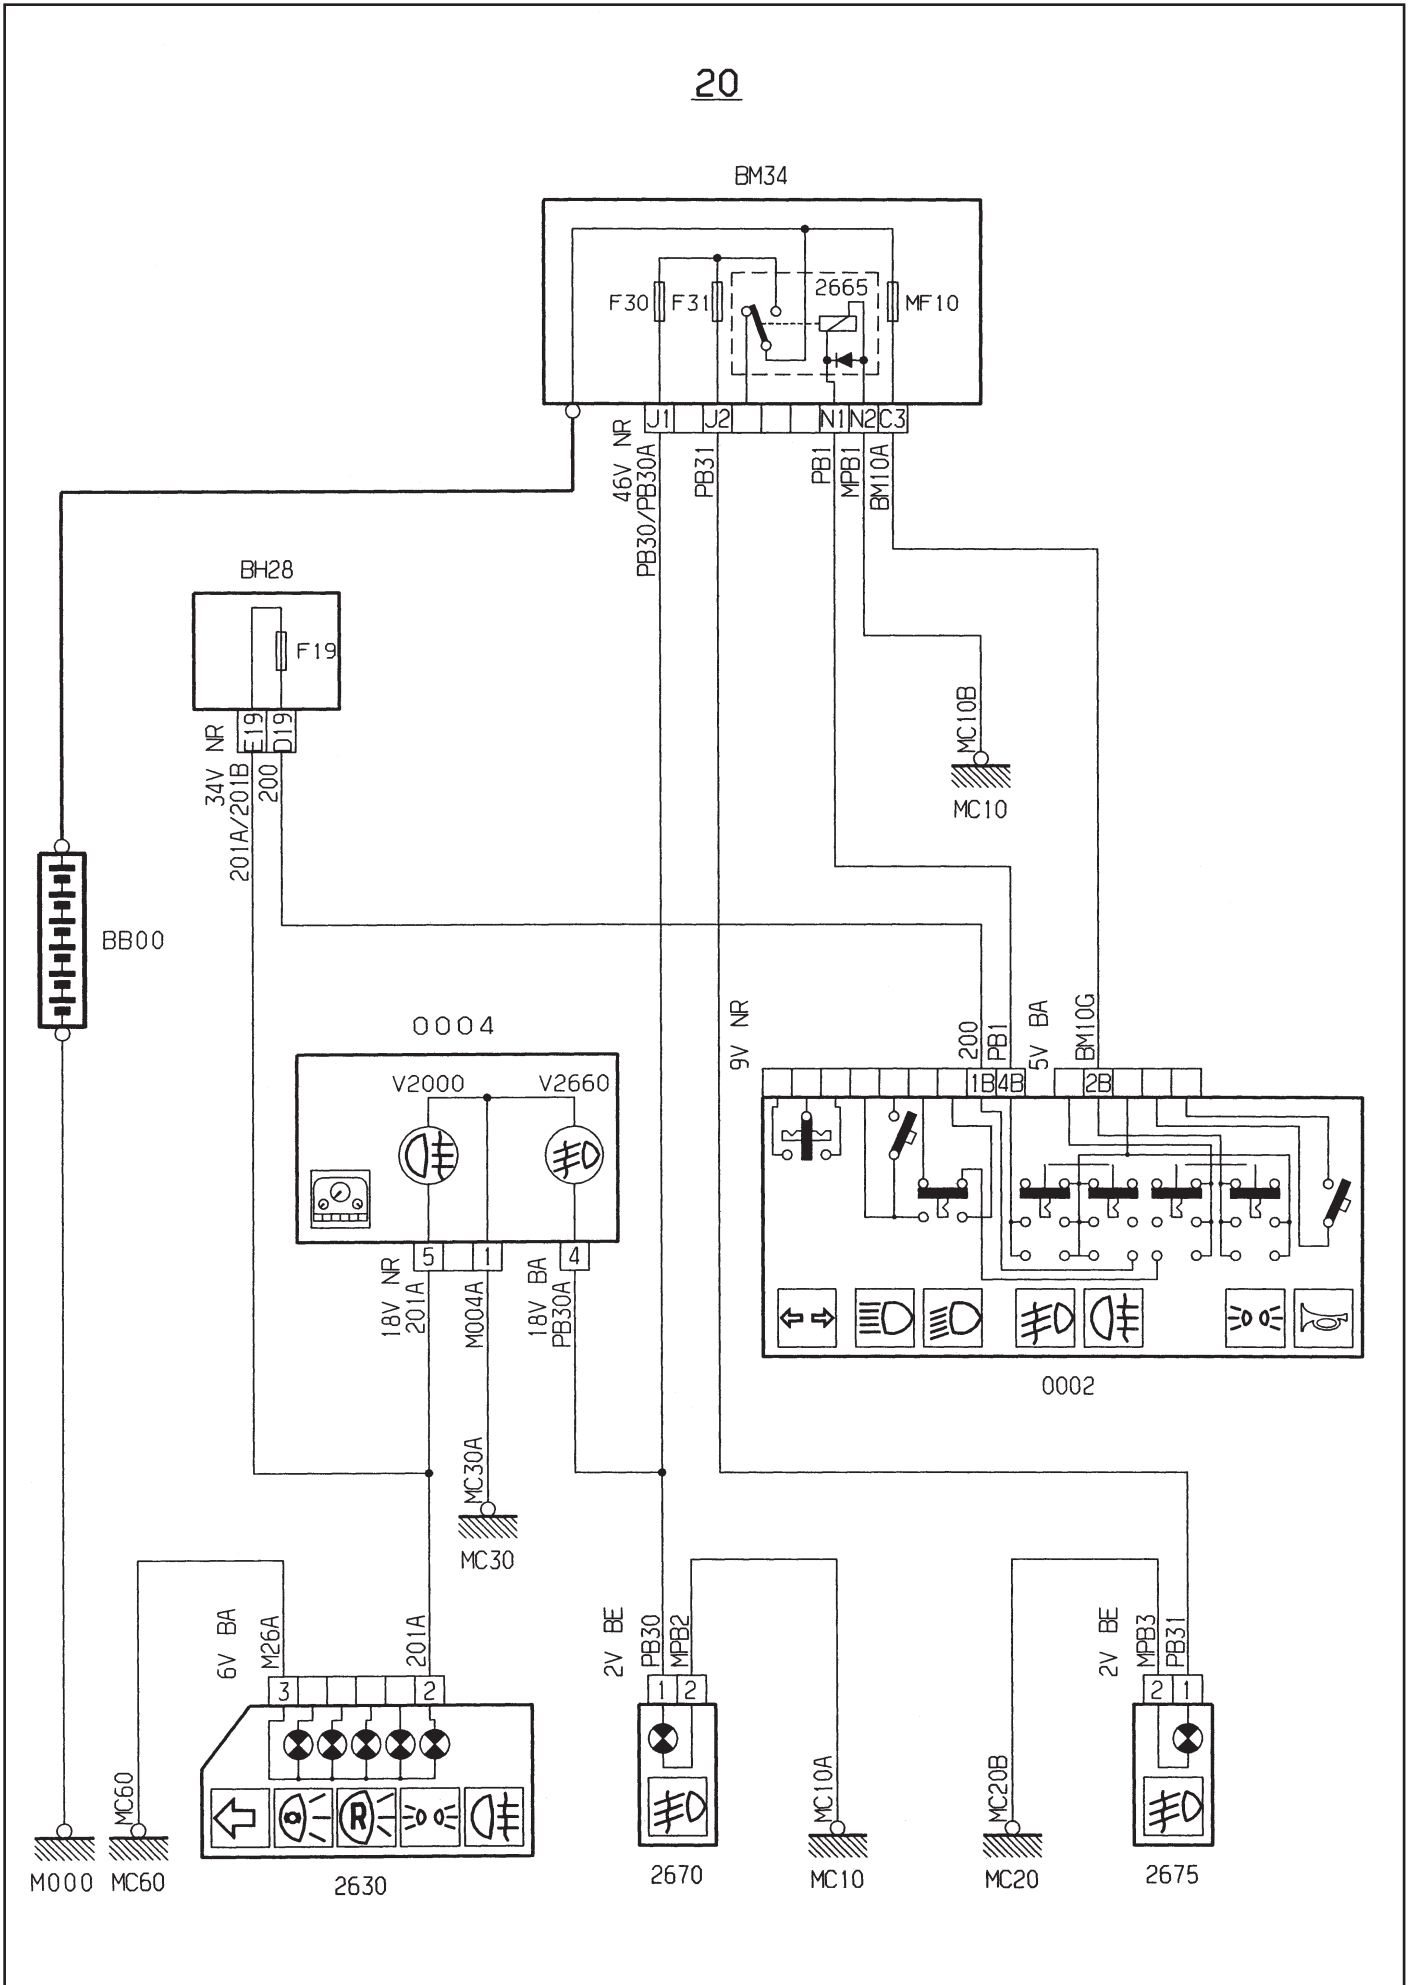 20
BM34
F30
F31
2665
MF10
J1
J2
N1
N2
C3
46V NR
PB30/PB30A
PB31
PB1
MPB1
BM10A
BH28
F19
E19
D19
34V NR
201A/201B
200
MC10B
MC10
BB00
0004
V2000
V2660
5
1
4
18V NR
201A
M004A
18V BA
PB30A
9V NR
200
PB1
5V BA
BM10G
1B
4B
2B
0002
MC30A
MC30
6V BA
M26A
201A
3
2
R
2630
2V BE
PB30
MPB2
1
2
2670
2V BE
MPB3
PB31
2
1
2675
M000
MC60
MC60
MC10A
MC10
MC20B
MC20